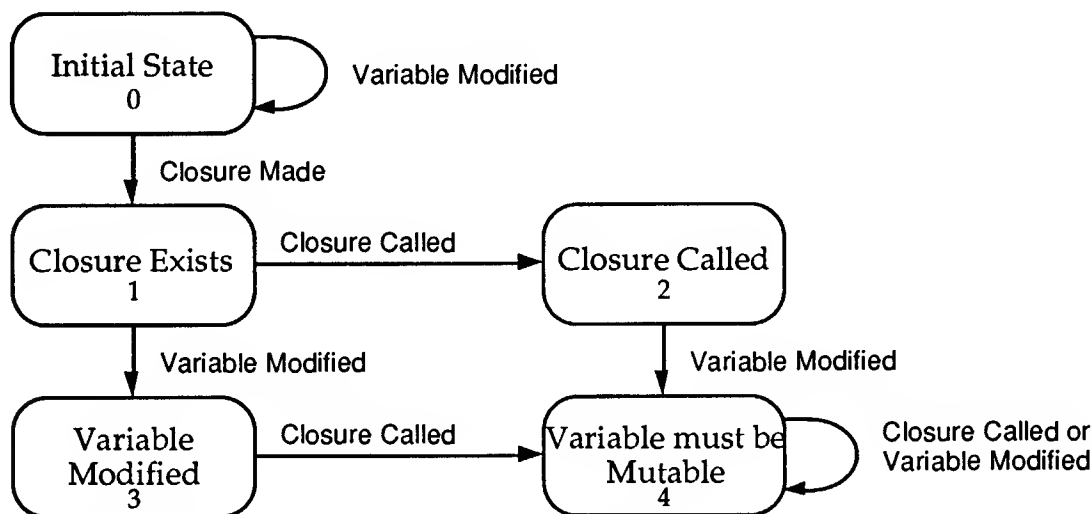 Initial State
0
Variable Modified
Closure Made
Closure Exists
1
Closure Called
Closure Called
2
Variable Modified
Variable Modified
Variable
Modified
3
Closure Called
Variable must be
Mutable
4
Closure Called or
Variable Modified